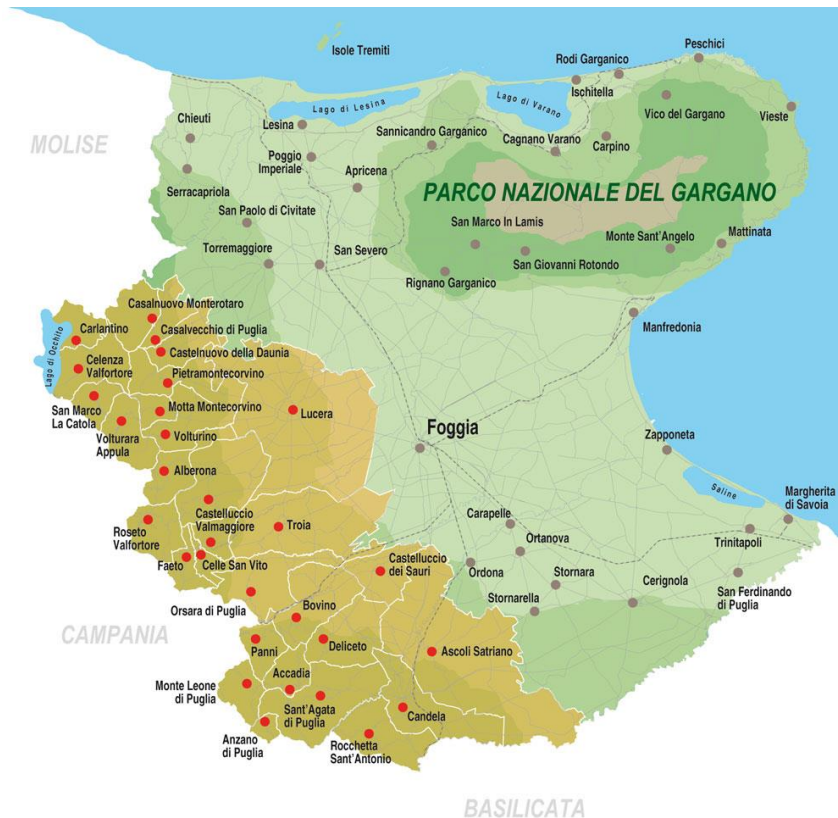 Isole Tremiti
Peschici
Rodi Garganico
Ischitella
Lago di Lesina
Lago di Varano
Vico del Gargano
Vieste
Chieuti
Lesina
Sannicandro Garganico
Cagnano Varano
Carpino
MOLISE
Poggio
Imperiale
Apricena
Serracapriola
PARCO NAZIONALE DEL GARGANO
San Paolo di Civitate
San Marco In Lamis
Monte Sant'Angelo
Mattinata
Torremaggiore
San Severo
San Giovanni Rotondo
Rignano Garganico
Casalnuovo Monterotaro
Manfredonia
Lago di Occhito
Carlantino
Casalvecchio di Puglia
Castelnuovo della Daunia
Celenza
Valfortore
Pietramontecorvino
San Marco
La Catola
Motta Montecorvino
Lucera
Volturara
Appula
Volturino
Foggia
Zapponeta
Alberona
Saline
Margherita
di Savoia
Castelluccio
Valmaggiore
Roseto
Valfortore
Troia
Carapelle
Ortanova
Trinitapoli
Faeto
Celle San Vito
Castelluccio
dei Sauri
Ordona
Stornara
Cerignola
San Ferdinando
di Puglia
Stornarella
Orsara di Puglia
Bovino
CAMPANIA
Panni
Deliceto
Ascoli Satriano
Accadia
Monte Leone
di Puglia
Sant'Agata
di Puglia
Candela
Anzano
di Puglia
Rocchetta
Sant'Antonio
BASILICATA